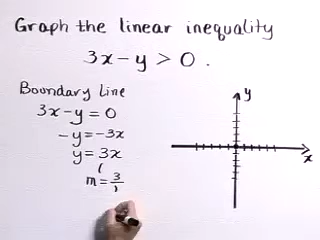 Graph the linear inequality
3x - y > 0 .
Boundary Line
3x - y = 0
-y = -3x
y = 3x
m = 3/1
y
x